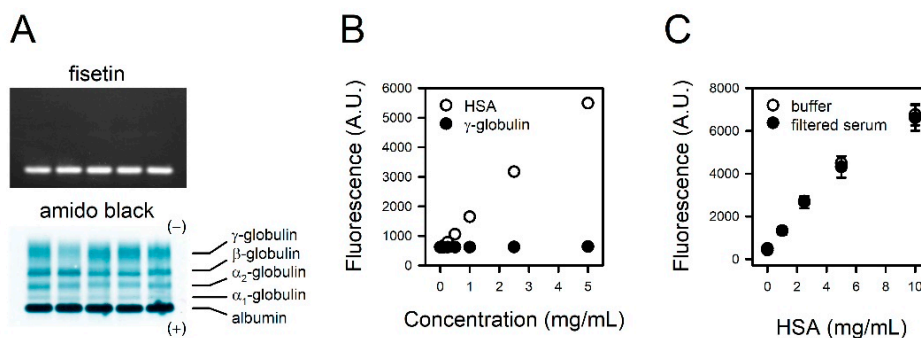 A
fisetin
amido black
(−)
γ-globulin
β-globulin
α2-globulin
α1-globulin
albumin
(+)
B
Fluorescence (A.U.)
6000
5000
4000
3000
2000
1000
0
HSA
γ-globulin
0 1 2 3 4 5
Concentration (mg/mL)
C
Fluorescence (A.U.)
8000
6000
4000
2000
0
buffer
filtered serum
0 2 4 6 8 10
HSA (mg/mL)